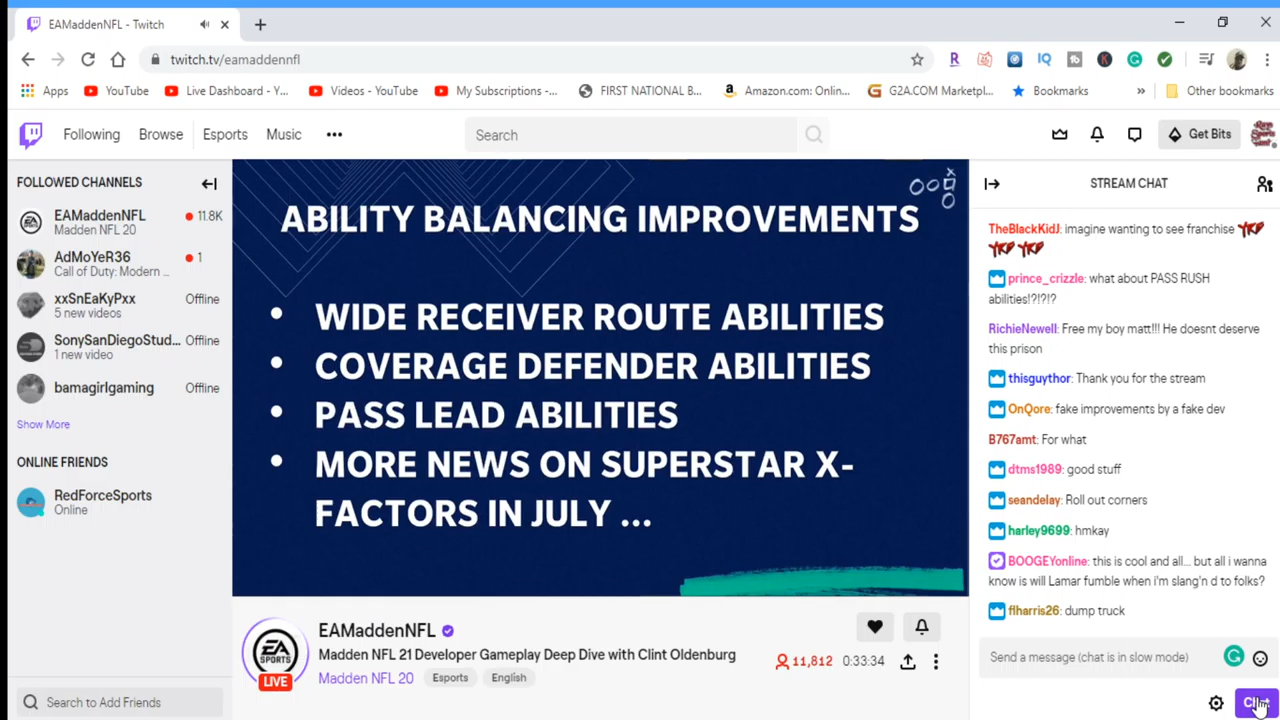 EAMaddenNFL - Twitch
twitch.tv/eamaddennfl
Apps YouTube Live Dashboard - Y... Videos - YouTube My Subscriptions -... FIRST NATIONAL B... Amazon.com: Onlin... G2A.COM Marketpl... Bookmarks » Other bookmarks
Following Browse Esports Music ••• Search Get Bits
FOLLOWED CHANNELS
EAMaddenNFL 11.8K
Madden NFL 20
AdMoYeR36 1
Call of Duty: Modern ...
xxSnEaKyPxx Offline
5 new videos
SonySanDiegoStud... Offline
1 new video
bamagirlgaming Offline
Show More
ONLINE FRIENDS
RedForceSports
Online
Search to Add Friends
ABILITY BALANCING IMPROVEMENTS
• WIDE RECEIVER ROUTE ABILITIES
• COVERAGE DEFENDER ABILITIES
• PASS LEAD ABILITIES
• MORE NEWS ON SUPERSTAR X-
FACTORS IN JULY ...
EA SPORTS
LIVE
EAMaddenNFL
Madden NFL 21 Developer Gameplay Deep Dive with Clint Oldenburg
Madden NFL 20 Esports English
11,812 0:33:34
STREAM CHAT
TheBlackKidJ: imagine wanting to see franchise
prince_crizzle: what about PASS RUSH
abilities!?!?!?
RichieNewell: Free my boy matt!!! He doesnt deserve
this prison
thisguythor: Thank you for the stream
OnQore: fake improvements by a fake dev
B767amt: For what
dtms1989: good stuff
seandelay: Roll out corners
harley9699: hmkay
BOOGEYonline: this is cool and all... but all i wanna
know is will Lamar fumble when i'm slang'n d to folks?
flharris26: dump truck
Send a message (chat is in slow mode)